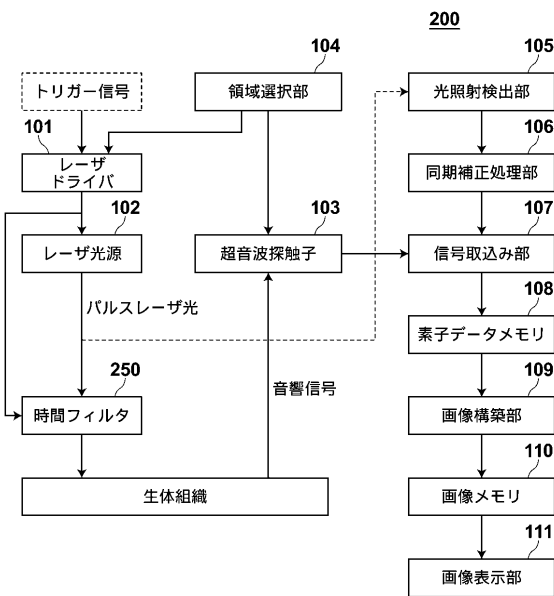 200
トリガー信号
101
レーザ
ドライバ
102
レーザ光源
パルスレーザ光
250
時間フィルタ
生体組織
104
領域選択部
103
超音波探触子
音響信号
105
光照射検出部
106
同期補正処理部
107
信号取込み部
108
素子データメモリ
109
画像構築部
110
画像メモリ
111
画像表示部